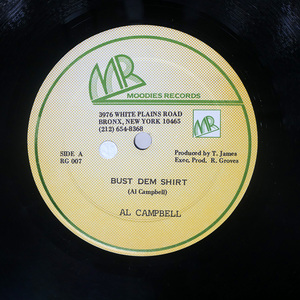 MR
MOODIES RECORDS
3976 WHITE PLAINS ROAD
BRONX, NEW YORK 10465
(212) 654-8368
MR
SIDE A
RG 007
Produced by T. James
Exec. Prod. R. Groves
BUST DEM SHIRT
(Al Campbell)
AL CAMPBELL